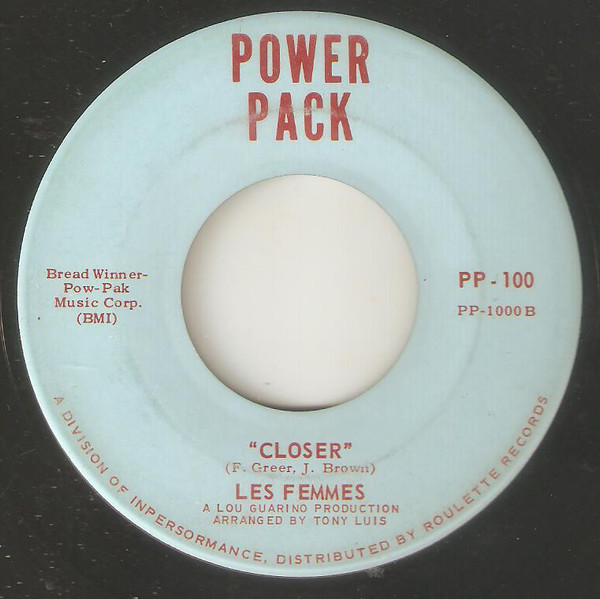 POWER
PACK
Bread Winner-
Pow-Pak
Music Corp.
(BMI)
PP - 100
PP-1000 B
"CLOSER"
(F. Greer, J. Brown)
LES FEMMES
A LOU GUARINO PRODUCTION
ARRANGED BY TONY LUIS
A DIVISION OF INPERSORMANCE, DISTRIBUTED BY ROULETTE RECORDS